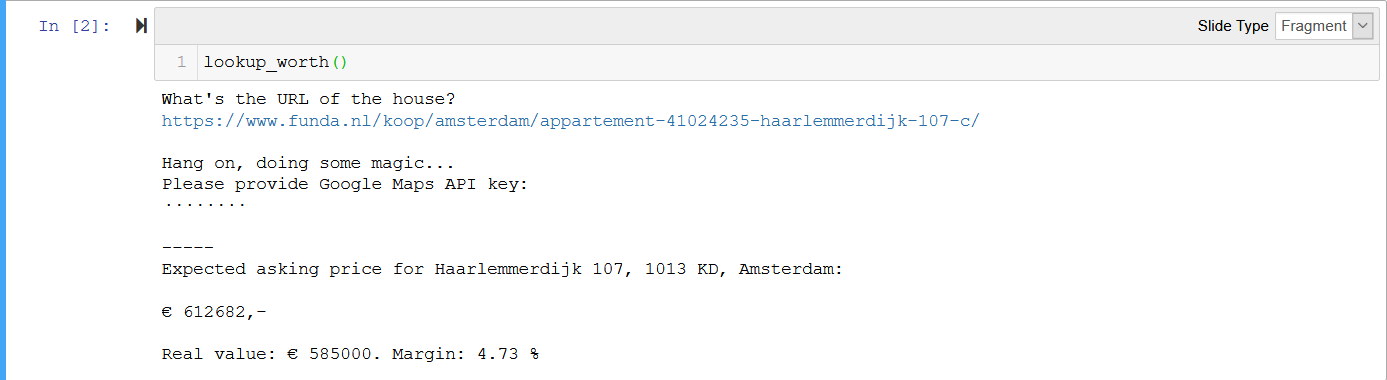 In [2]:
Slide Type Fragment
1 lookup_worth()
What's the URL of the house?
https://www.funda.nl/koop/amsterdam/appartement-41024235-haarlemmerdijk-107-c/
Hang on, doing some magic...
Please provide Google Maps API key:
········
-----
Expected asking price for Haarlemmerdijk 107, 1013 KD, Amsterdam:
€ 612682,-
Real value: € 585000. Margin: 4.73 %